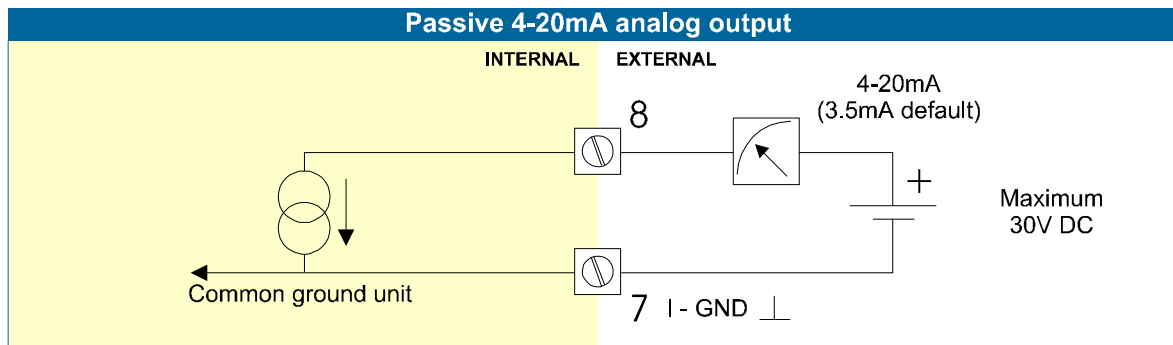 Passive 4-20mA analog output
INTERNAL EXTERNAL
4-20mA
(3.5mA default)
8
+
Maximum
30V DC
Common ground unit
7 I - GND ⊥